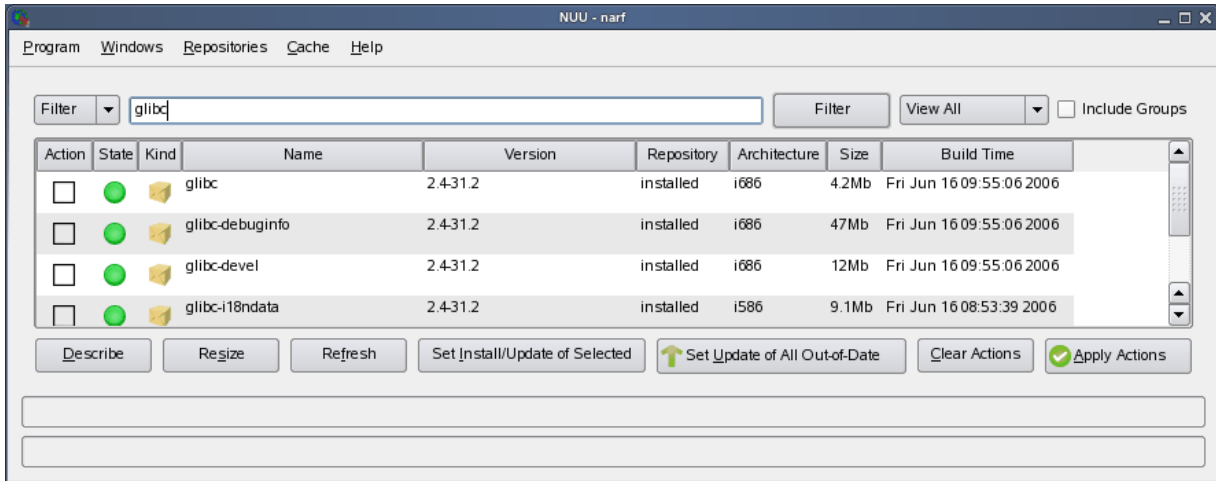 NUU - narf
Program Windows Repositories Cache Help
Filter glibc Filter View All Include Groups
Action State Kind Name Version Repository Architecture Size Build Time
glibc 2.4-31.2 installed i686 4.2Mb Fri Jun 16 09:55:06 2006
glibc-debuginfo 2.4-31.2 installed i686 47Mb Fri Jun 16 09:55:06 2006
glibc-devel 2.4-31.2 installed i686 12Mb Fri Jun 16 09:55:06 2006
glibc-i18ndata 2.4-31.2 installed i586 9.1Mb Fri Jun 16 08:53:39 2006
Describe Resize Refresh Set Install/Update of Selected Set Update of All Out-of-Date Clear Actions Apply Actions